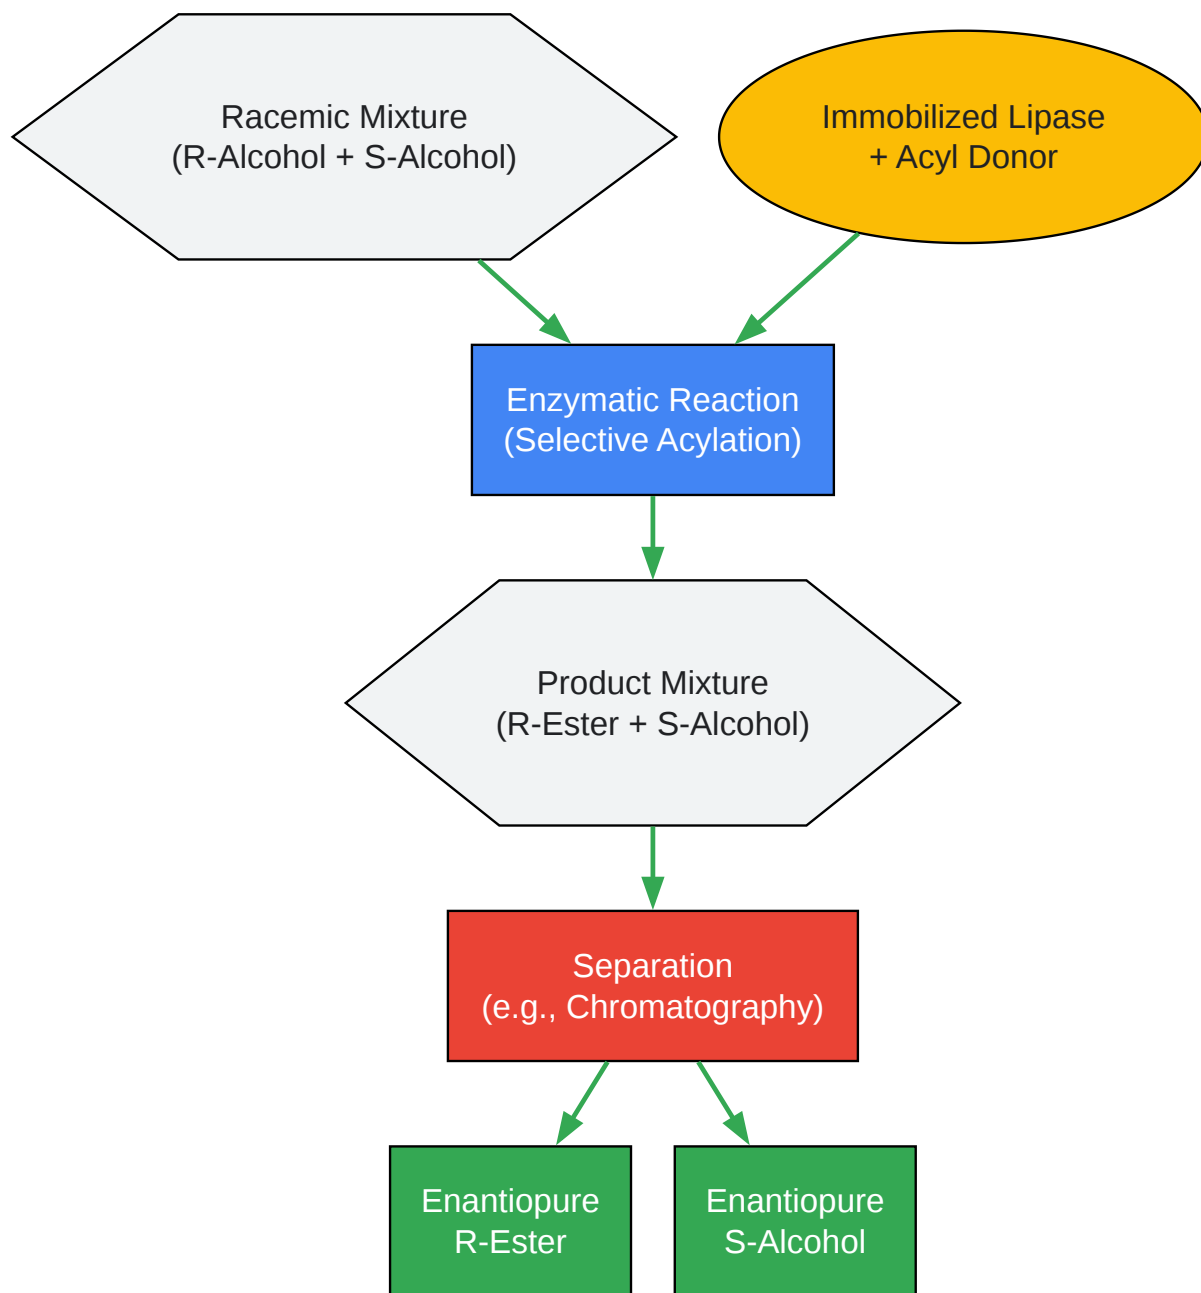 Racemic Mixture
(R-Alcohol + S-Alcohol)
Immobilized Lipase
+ Acyl Donor
Enzymatic Reaction
(Selective Acylation)
Product Mixture
(R-Ester + S-Alcohol)
Separation
(e.g., Chromatography)
Enantiopure
R-Ester
Enantiopure
S-Alcohol